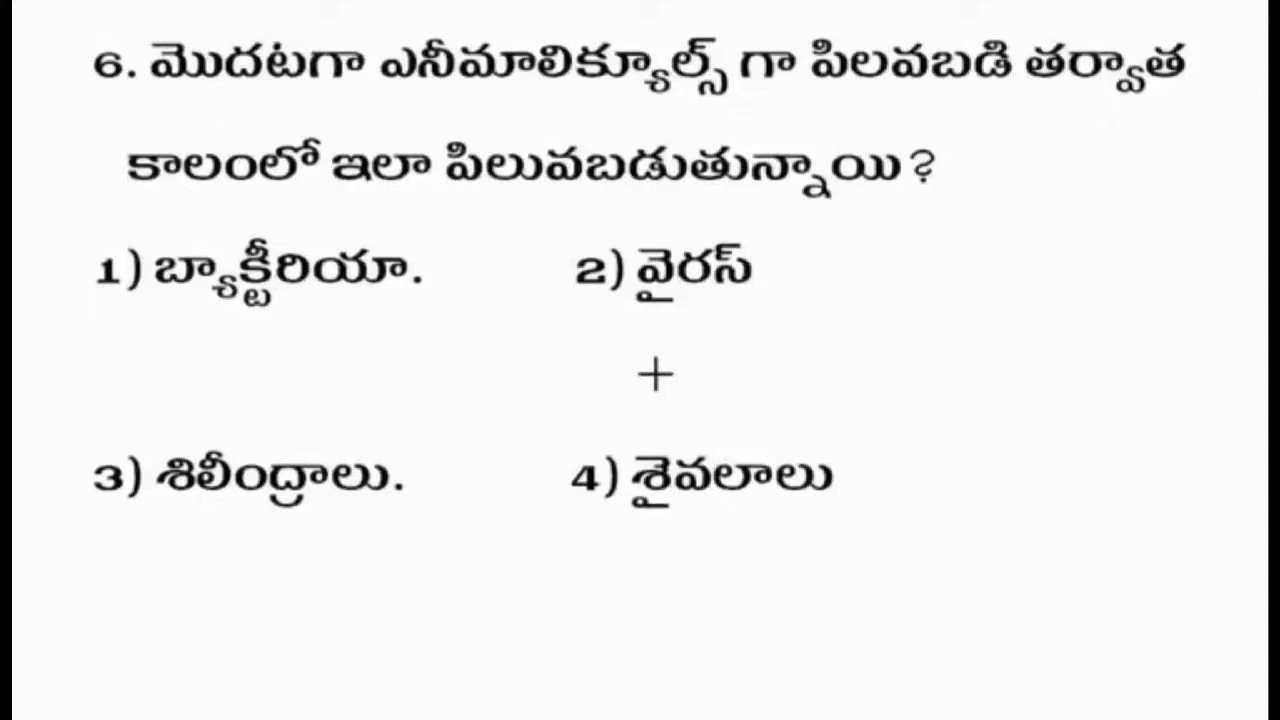 6. మొదటగా ఎనీమాలిక్యూల్స్ గా పిలవబడి తర్వాత
కాలంలో ఇలా పిలువబడుతున్నాయి?
1) బ్యాక్టీరియా. 2) వైరస్
+
3) శిలీంద్రాలు. 4) శైవలాలు